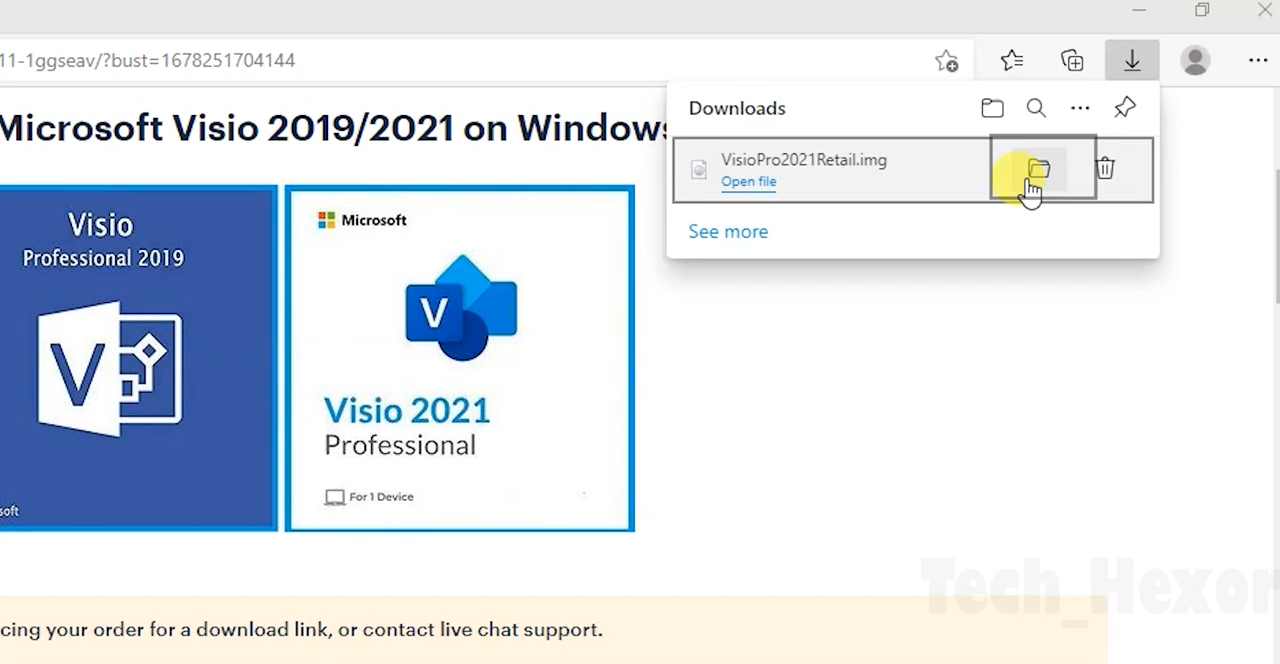 11-1ggseav/?bust=1678251704144
Microsoft Visio 2019/2021 on Windows
Downloads
VisioPro2021Retail.img
Open file
See more
Visio
Professional 2019
V
soft
Microsoft
V
Visio 2021
Professional
For 1 Device
cing your order for a download link, or contact live chat support.
Tech_Hexor